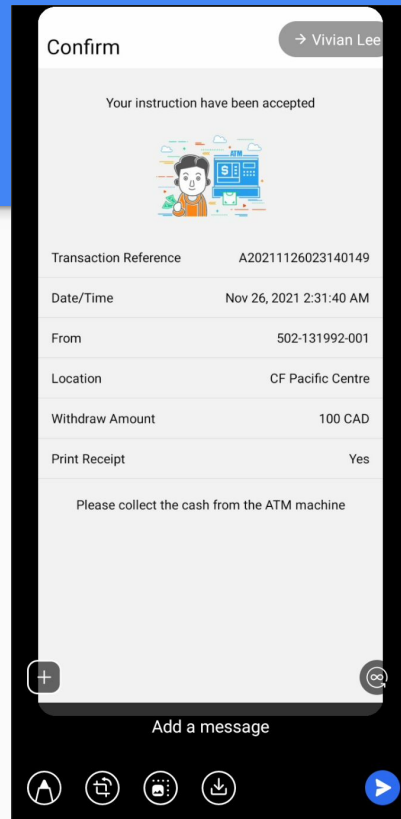 Confirm
→ Vivian Lee
Your instruction have been accepted
ATM
$
Transaction Reference A20211126023140149
Date/Time Nov 26, 2021 2:31:40 AM
From 502-131992-001
Location CF Pacific Centre
Withdraw Amount 100 CAD
Print Receipt Yes
Please collect the cash from the ATM machine
Add a message